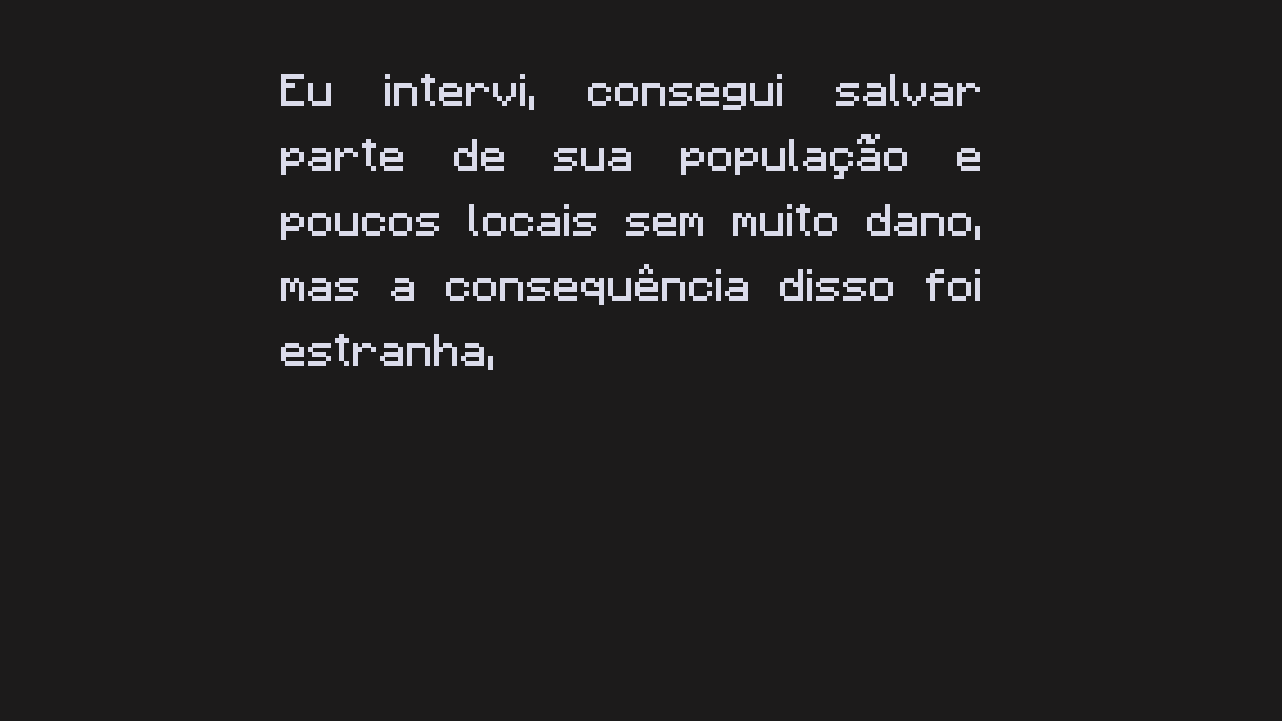 Eu intervi, consegui salvar
parte de sua população e
poucos locais sem muito dano,
mas a consequência disso foi
estranha,